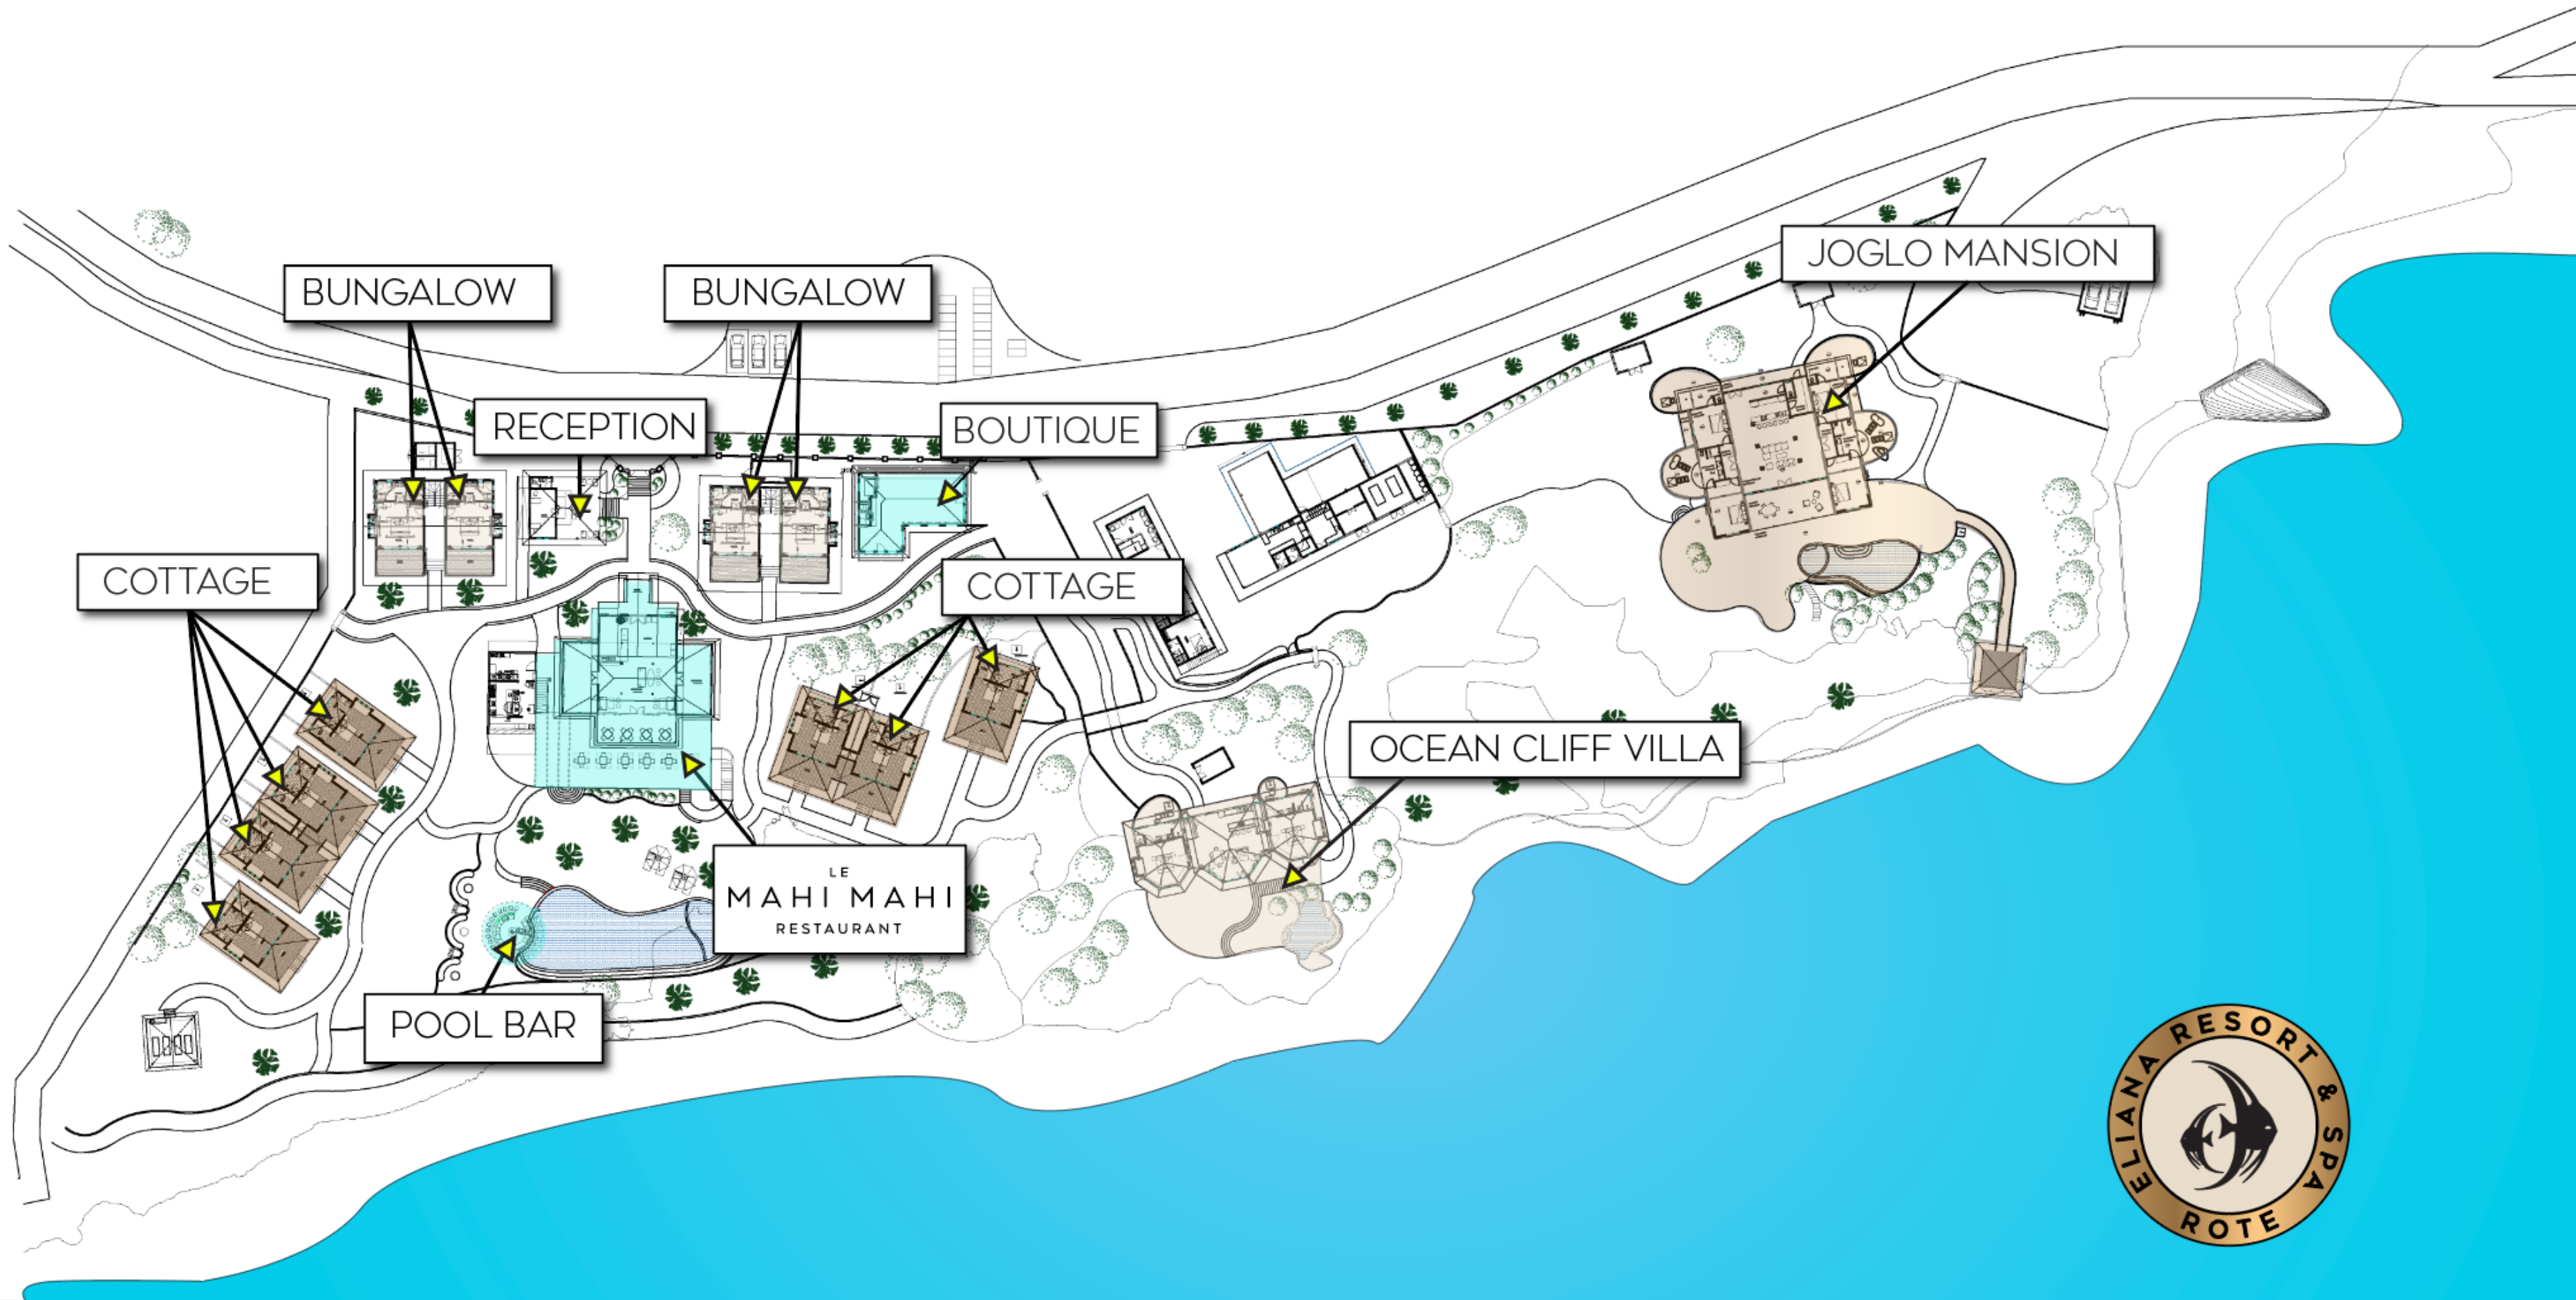 JOGLO MANSION
BUNGALOW
BUNGALOW
RECEPTION
BOUTIQUE
COTTAGE
COTTAGE
OCEAN CLIFF VILLA
LE
MAHI MAHI
RESTAURANT
POOL BAR
ELIANA RESORT & SPA
ROTE